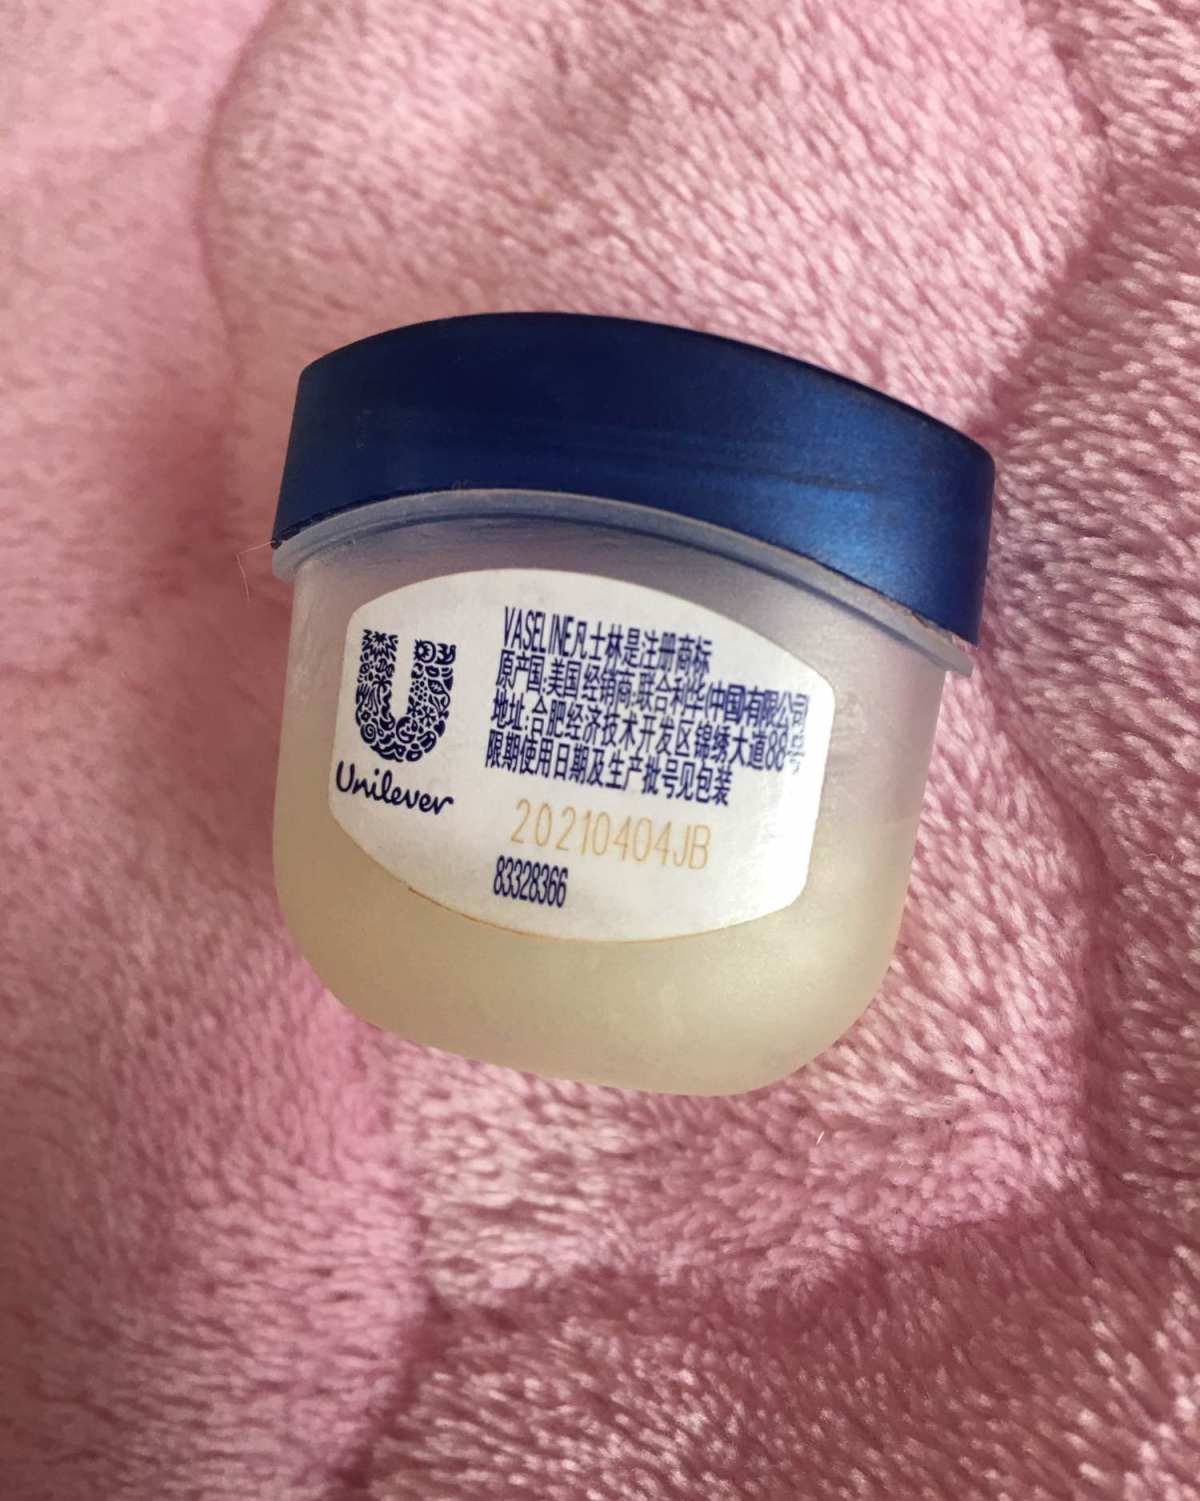 Unilever
VASELINE凡士林是注册商标
原产国:美国 经销商:联合利华(中国)有限公司
地址:合肥经济技术开发区锦绣大道88号
限期使用日期及生产批号见包装
20210404JB
83328366